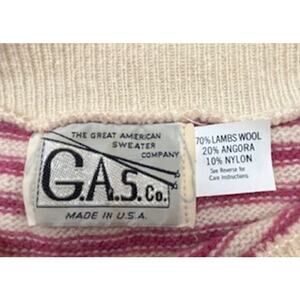 THE GREAT AMERICAN
SWEATER
COMPANY
G.A.S. Co.
MADE IN U.S.A.
70% LAMBS WOOL
20% ANGORA
10% NYLON
See Reverse for
Care Instructions.